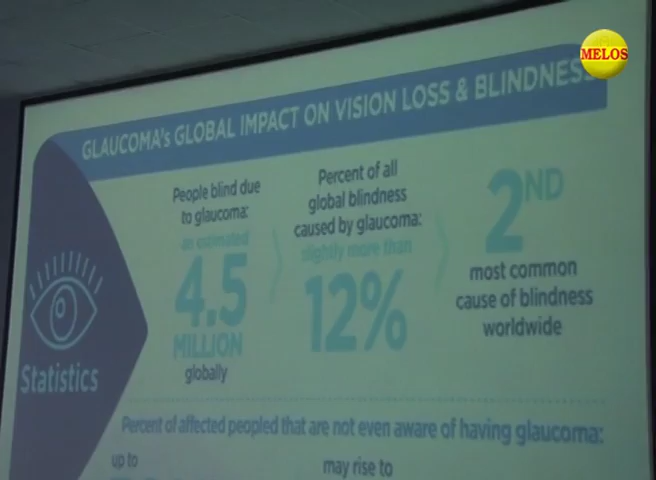 MELOS
GLAUCOMA's GLOBAL IMPACT ON VISION LOSS & BLINDNESS
People blind due
to glaucoma:
an estimated
4.5
MILLION
globally
Percent of all
global blindness
caused by glaucoma:
slightly more than
12%
2ND
most common
cause of blindness
worldwide
Statistics
Percent of affected peopled that are not even aware of having glaucoma:
up to
may rise to